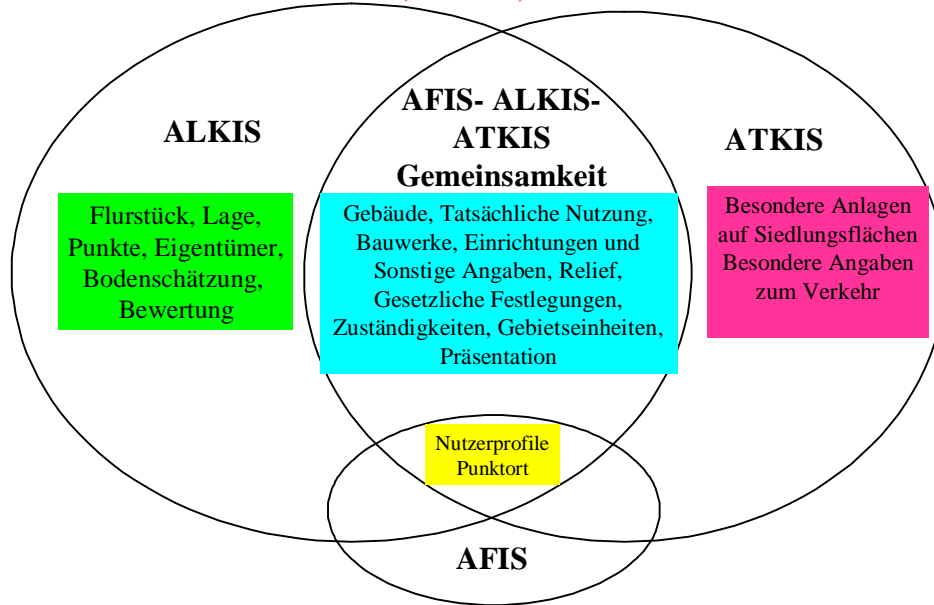 ALKIS
Flurstück, Lage,
Punkte, Eigentümer,
Bodenschätzung,
Bewertung
AFIS- ALKIS-
ATKIS
Gemeinsamkeit
Gebäude, Tatsächliche Nutzung,
Bauwerke, Einrichtungen und
Sonstige Angaben, Relief,
Gesetzliche Festlegungen,
Zuständigkeiten, Gebietseinheiten,
Präsentation
ATKIS
Besondere Anlagen
auf Siedlungsflächen
Besondere Angaben
zum Verkehr
Nutzerprofile
Punktort
AFIS